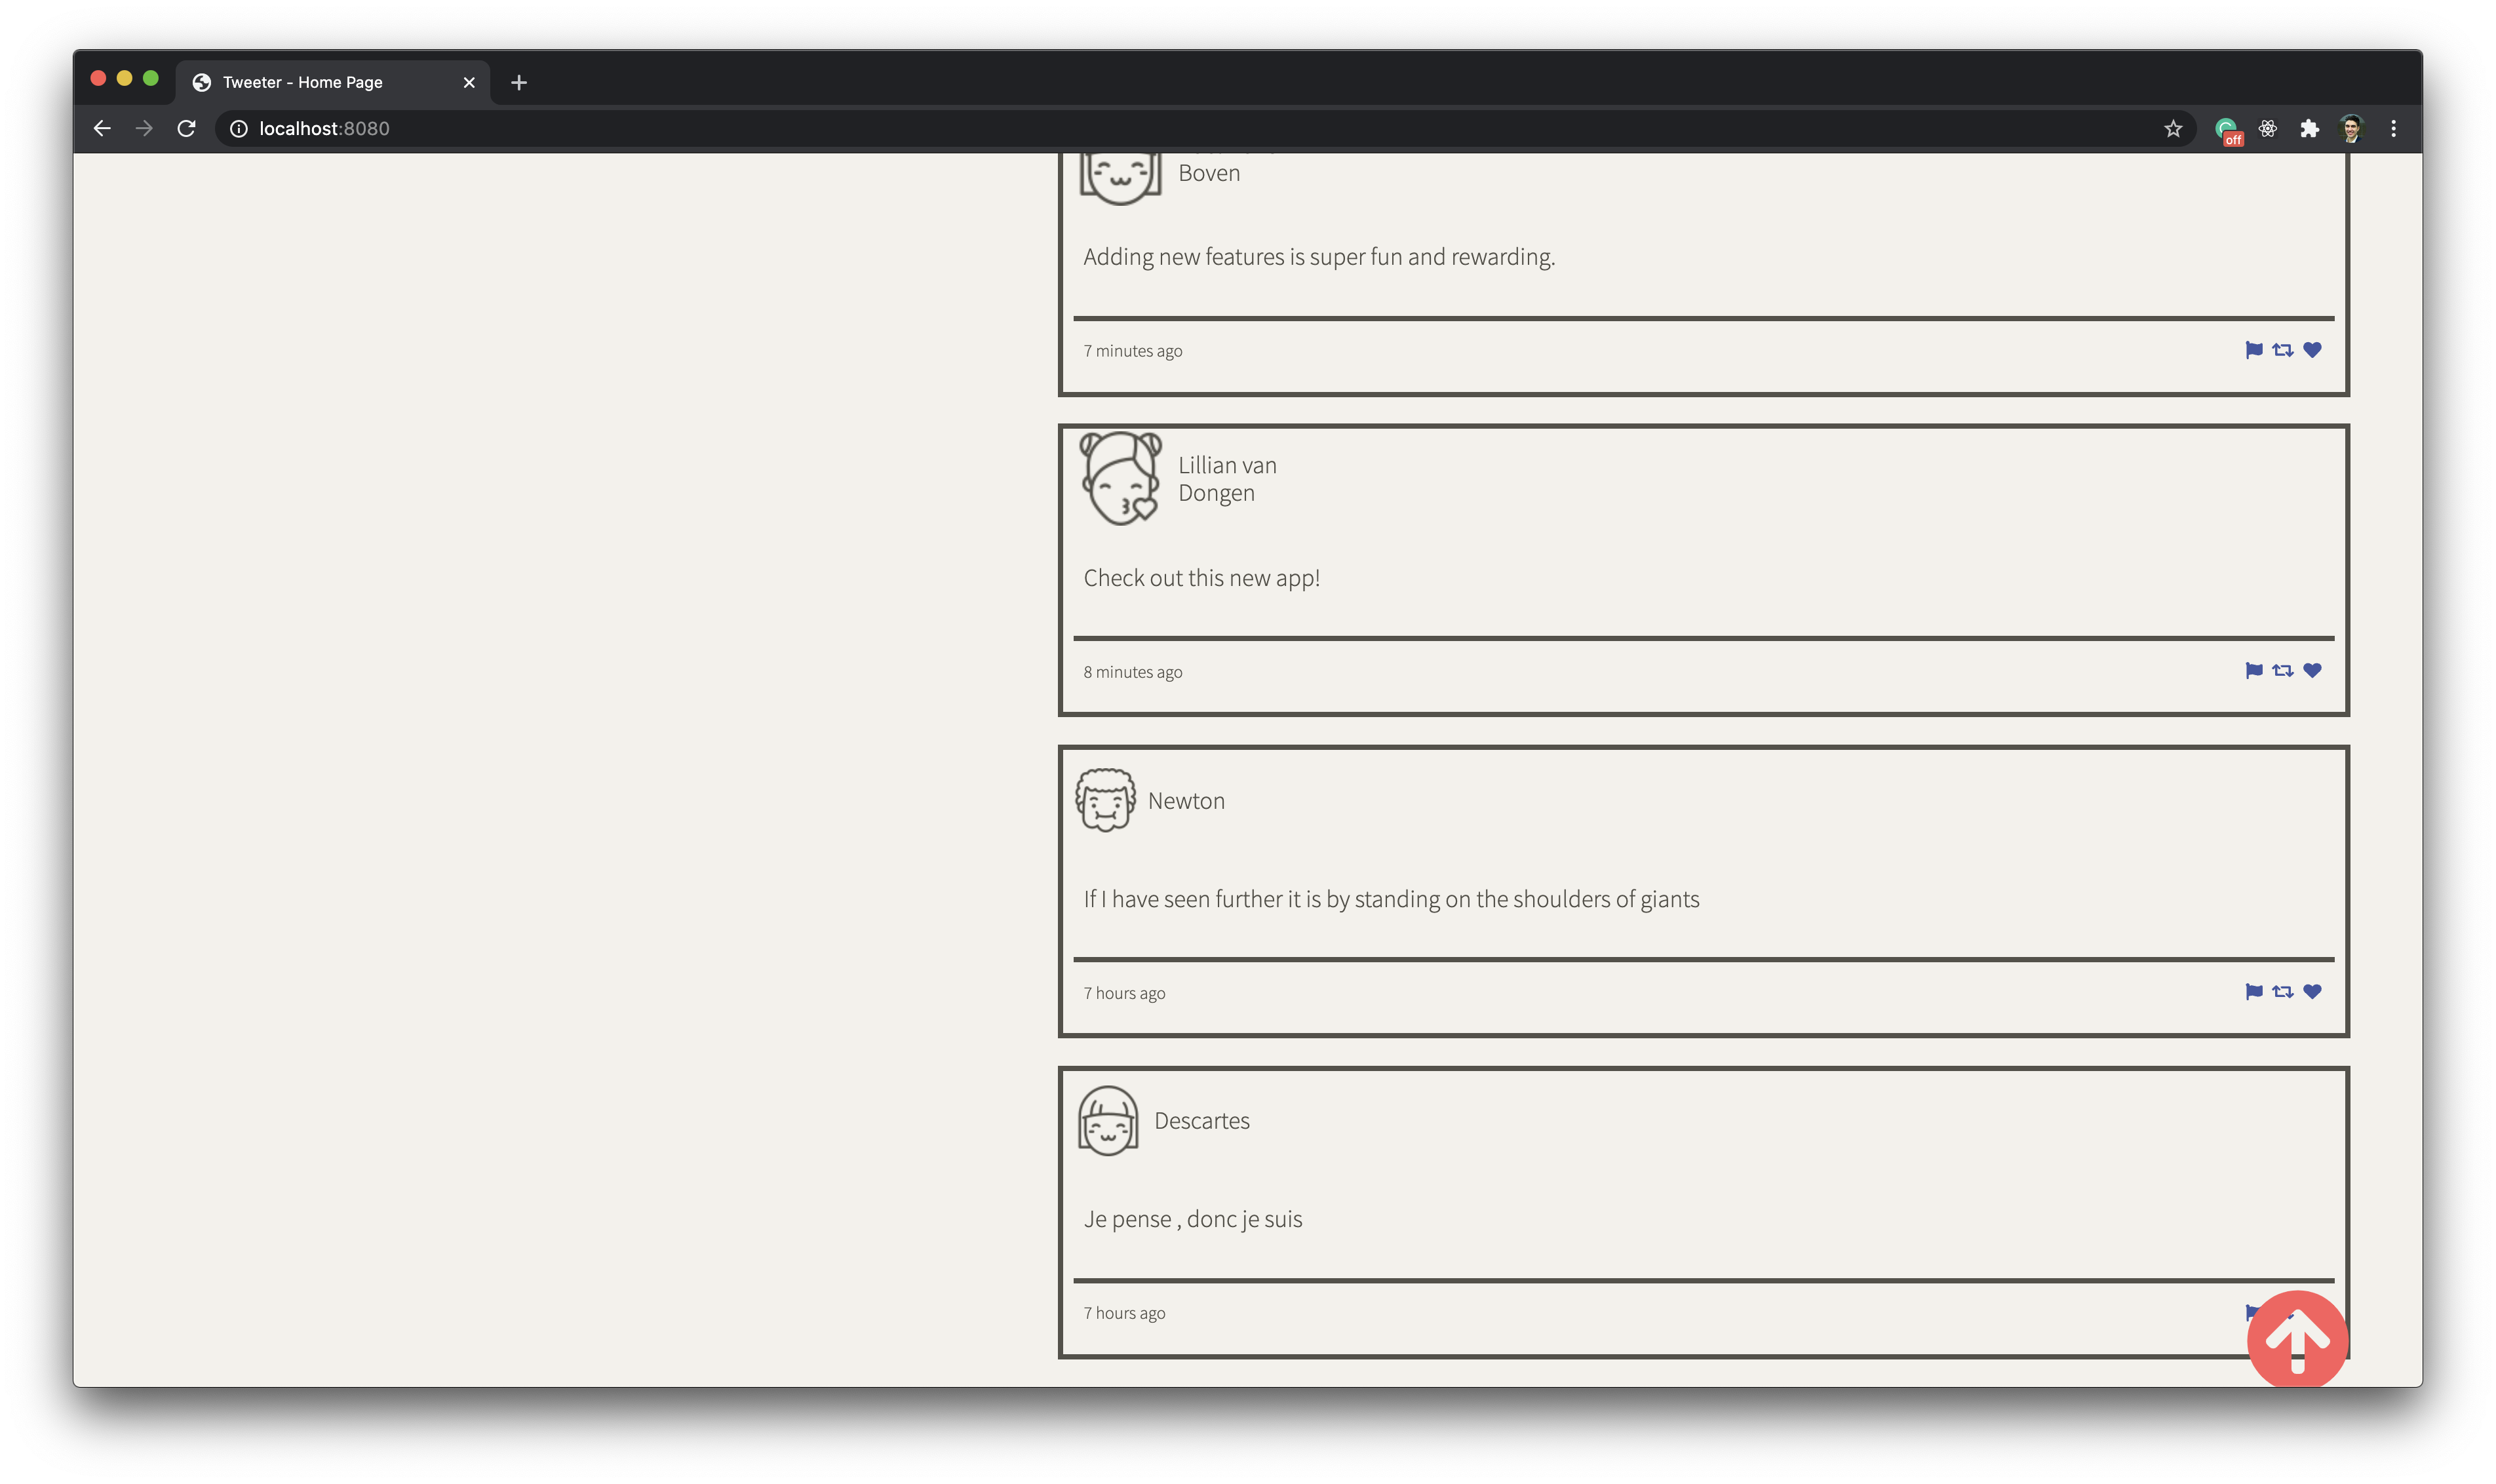 Tweeter - Home Page
localhost:8080
off
Boven
Adding new features is super fun and rewarding.
7 minutes ago
Lillian van
Dongen
Check out this new app!
8 minutes ago
Newton
If I have seen further it is by standing on the shoulders of giants
7 hours ago
Descartes
Je pense , donc je suis
7 hours ago